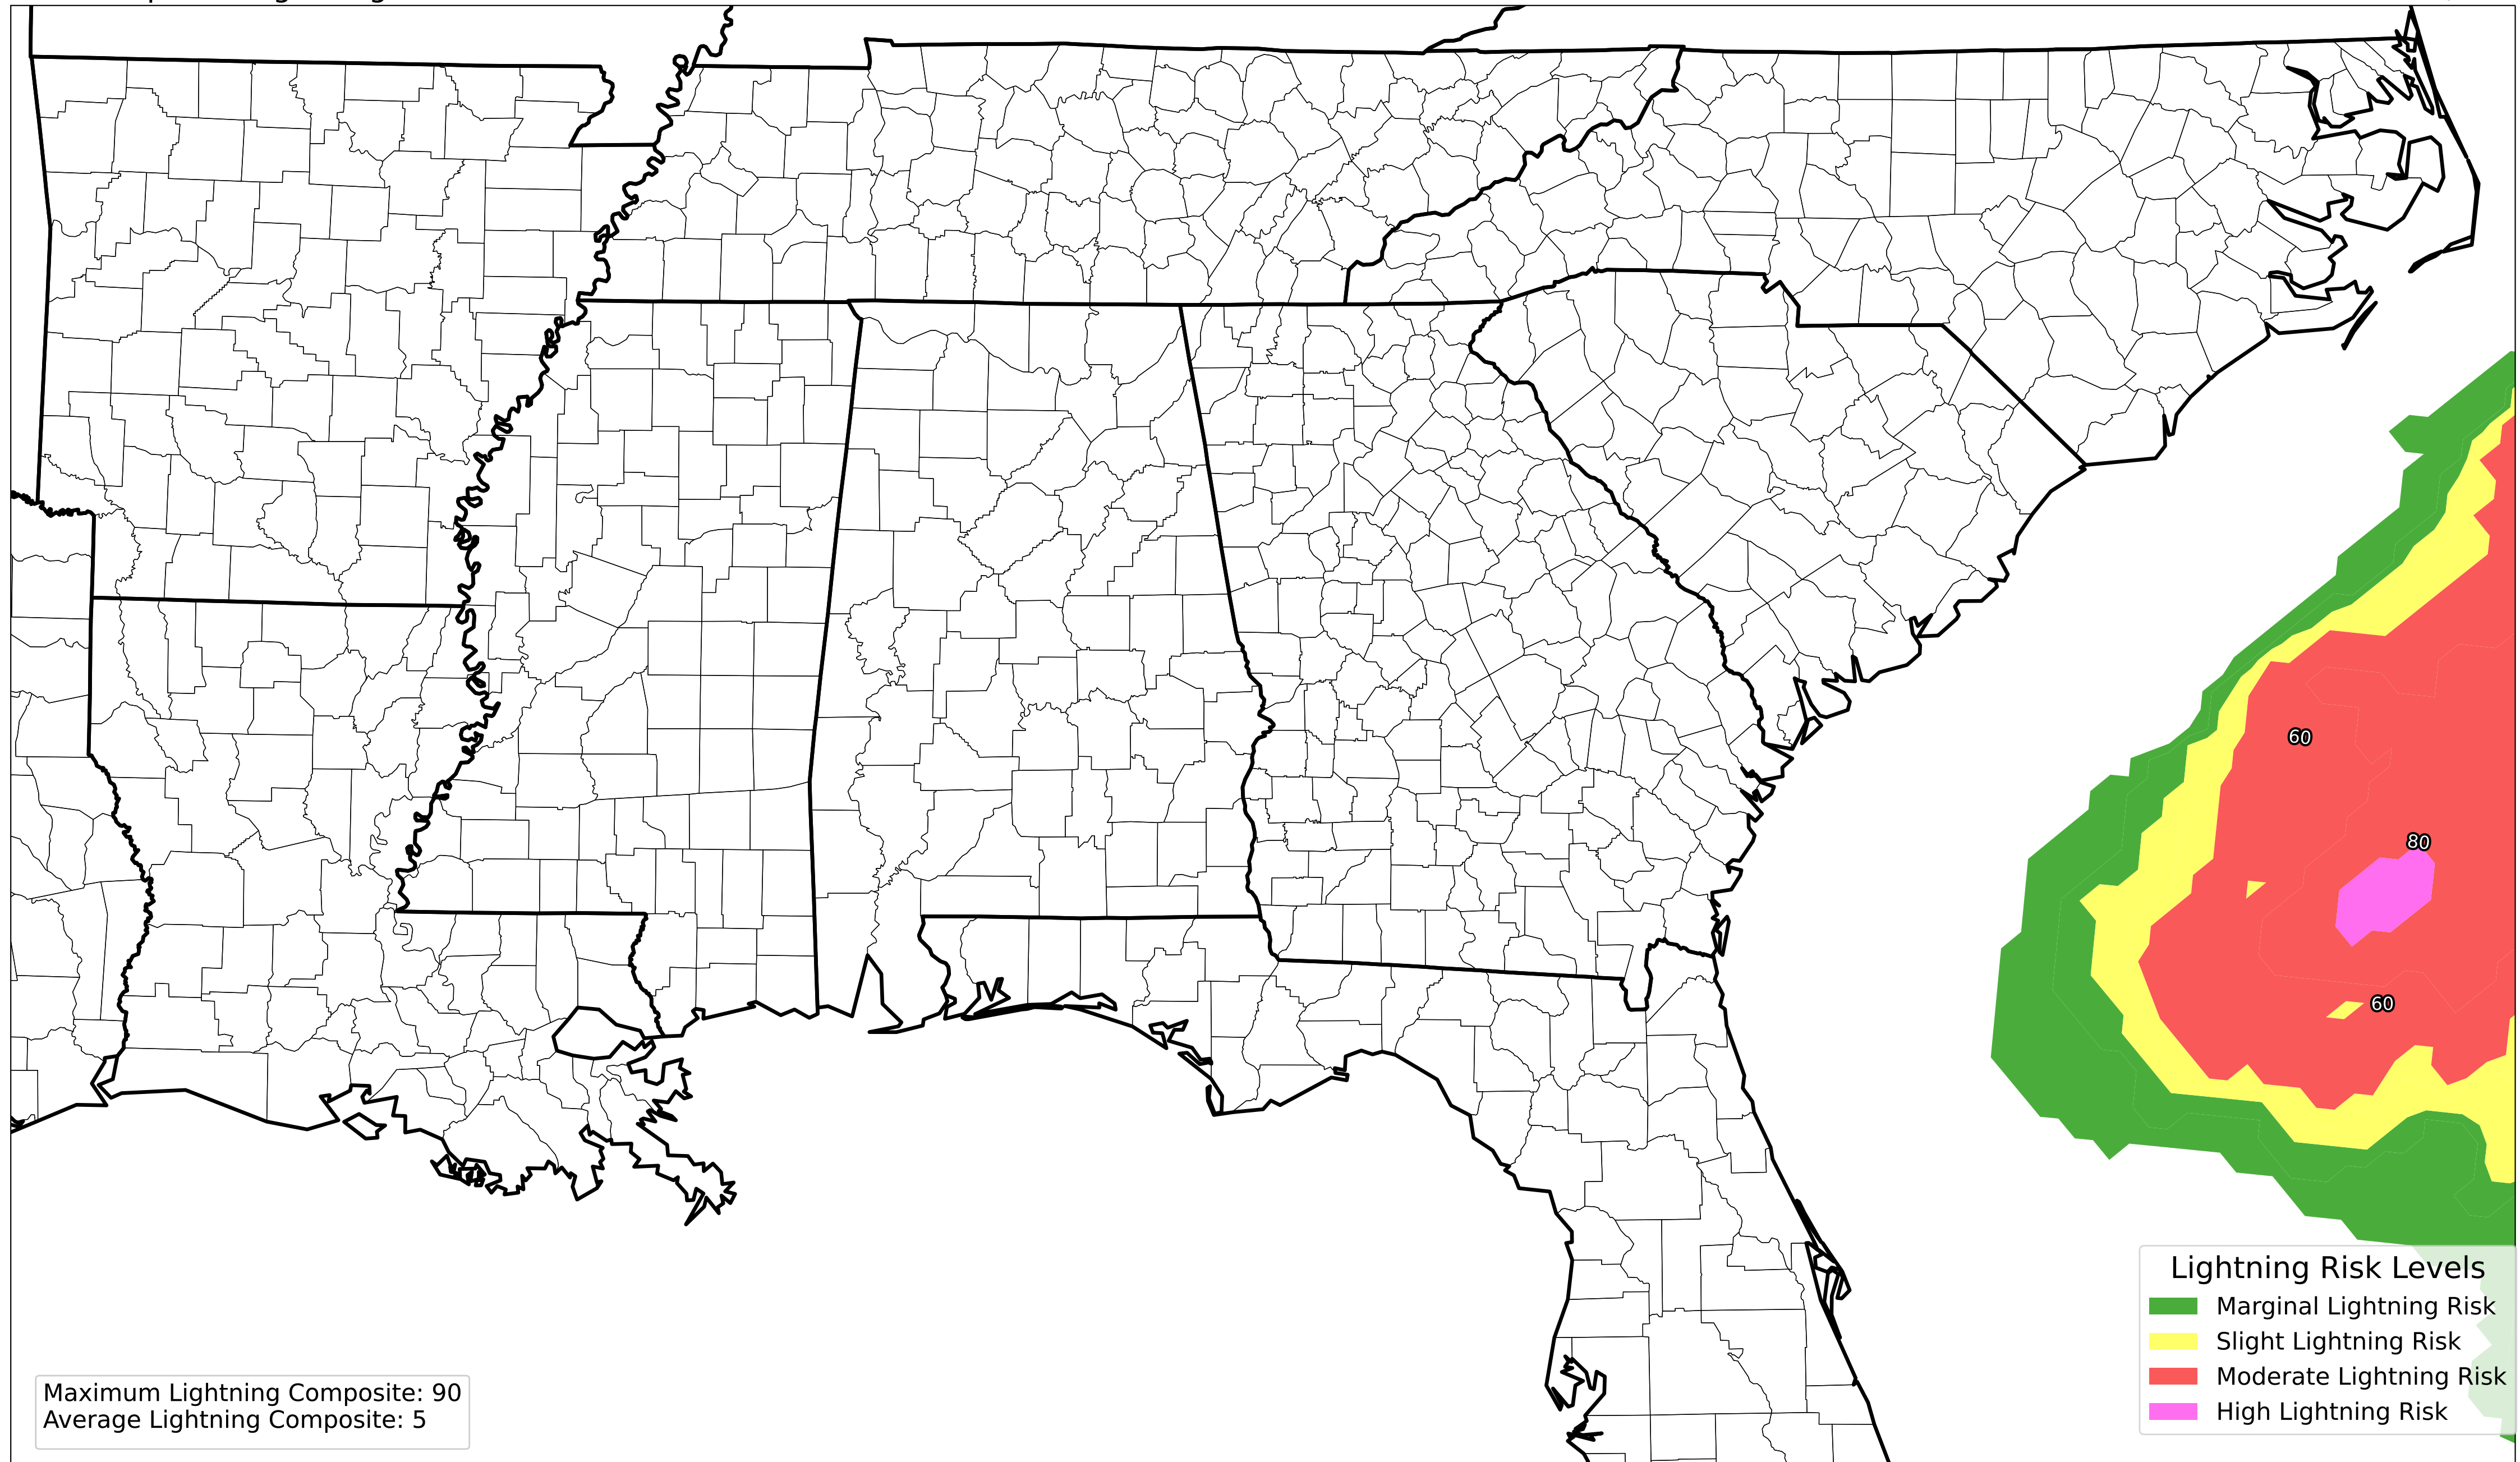 60
80
60
Lightning Risk Levels
Marginal Lightning Risk
Slight Lightning Risk
Moderate Lightning Risk
High Lightning Risk
Maximum Lightning Composite: 90
Average Lightning Composite: 5